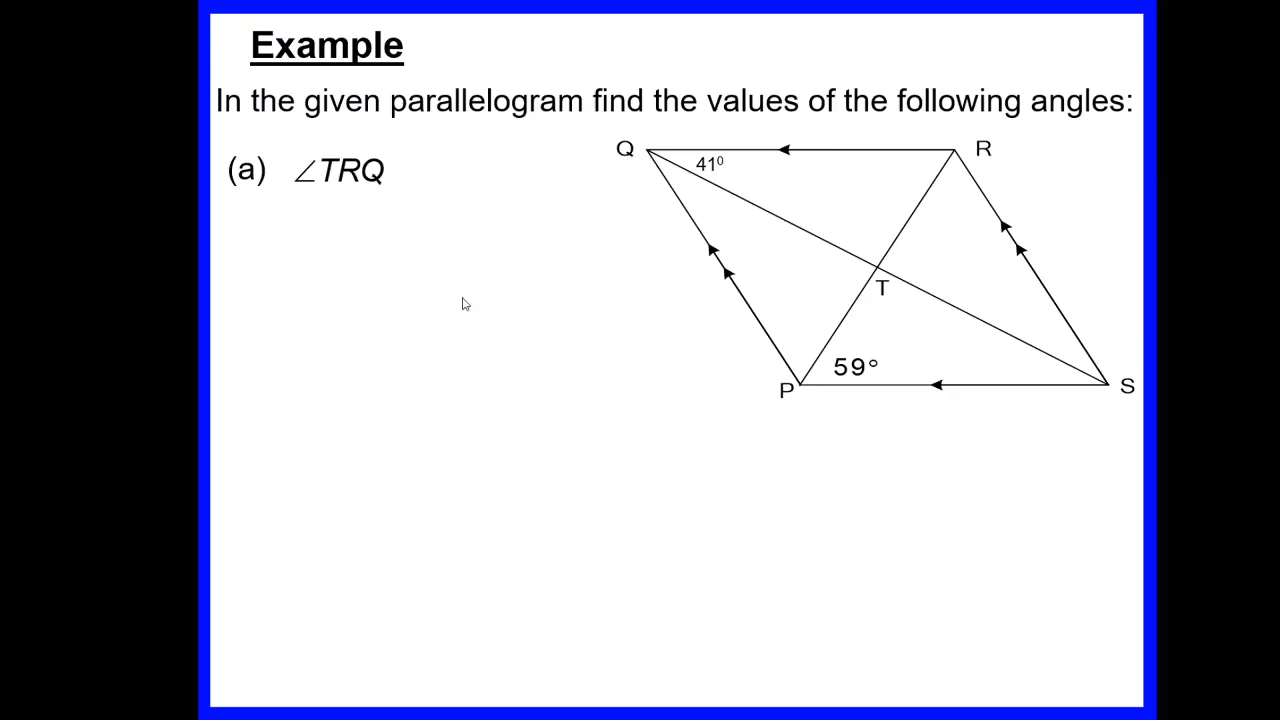 Example
In the given parallelogram find the values of the following angles:
(a) ∠TRQ
Q
R
41⁰
T
59°
P
S